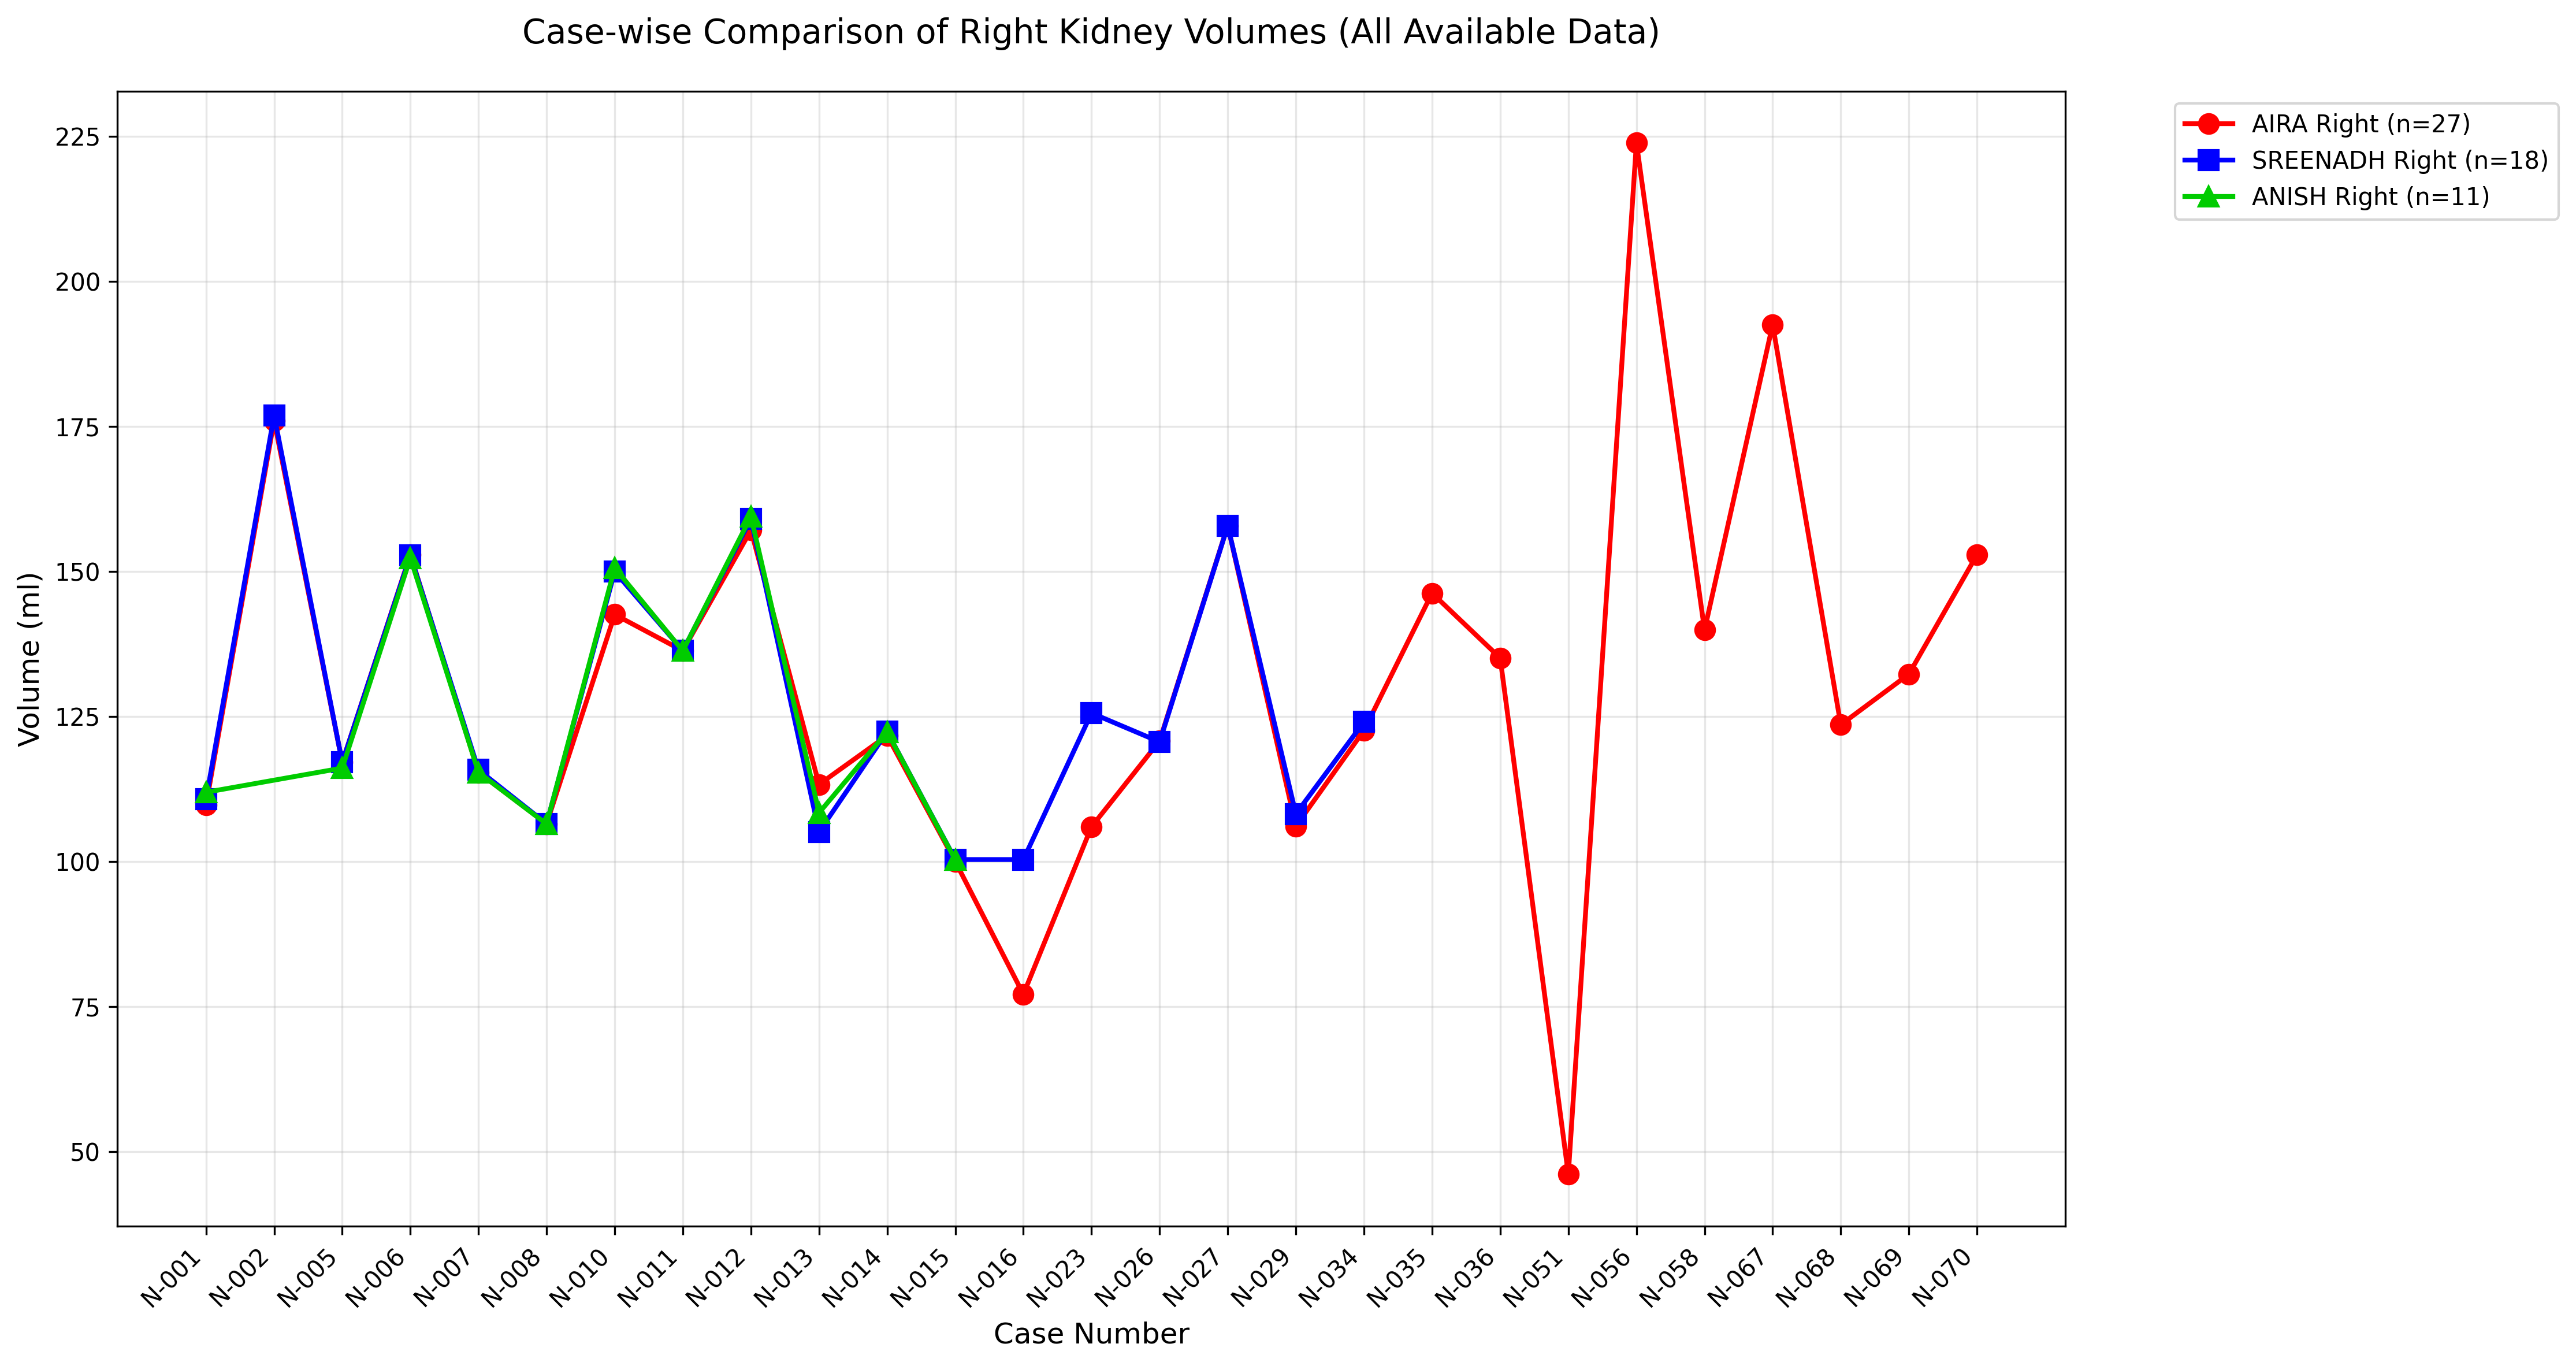 Case-wise Comparison of Right Kidney Volumes (All Available Data)
AIRA Right (n=27)
SREENADH Right (n=18)
ANISH Right (n=11)
Volume (ml)
225
200
175
150
125
100
75
50
N-001
N-002
N-005
N-006
N-007
N-008
N-010
N-011
N-012
N-013
N-014
N-015
N-016
N-023
N-026
N-027
N-029
N-034
N-035
N-036
N-051
N-056
N-058
N-067
N-068
N-069
N-070
Case Number